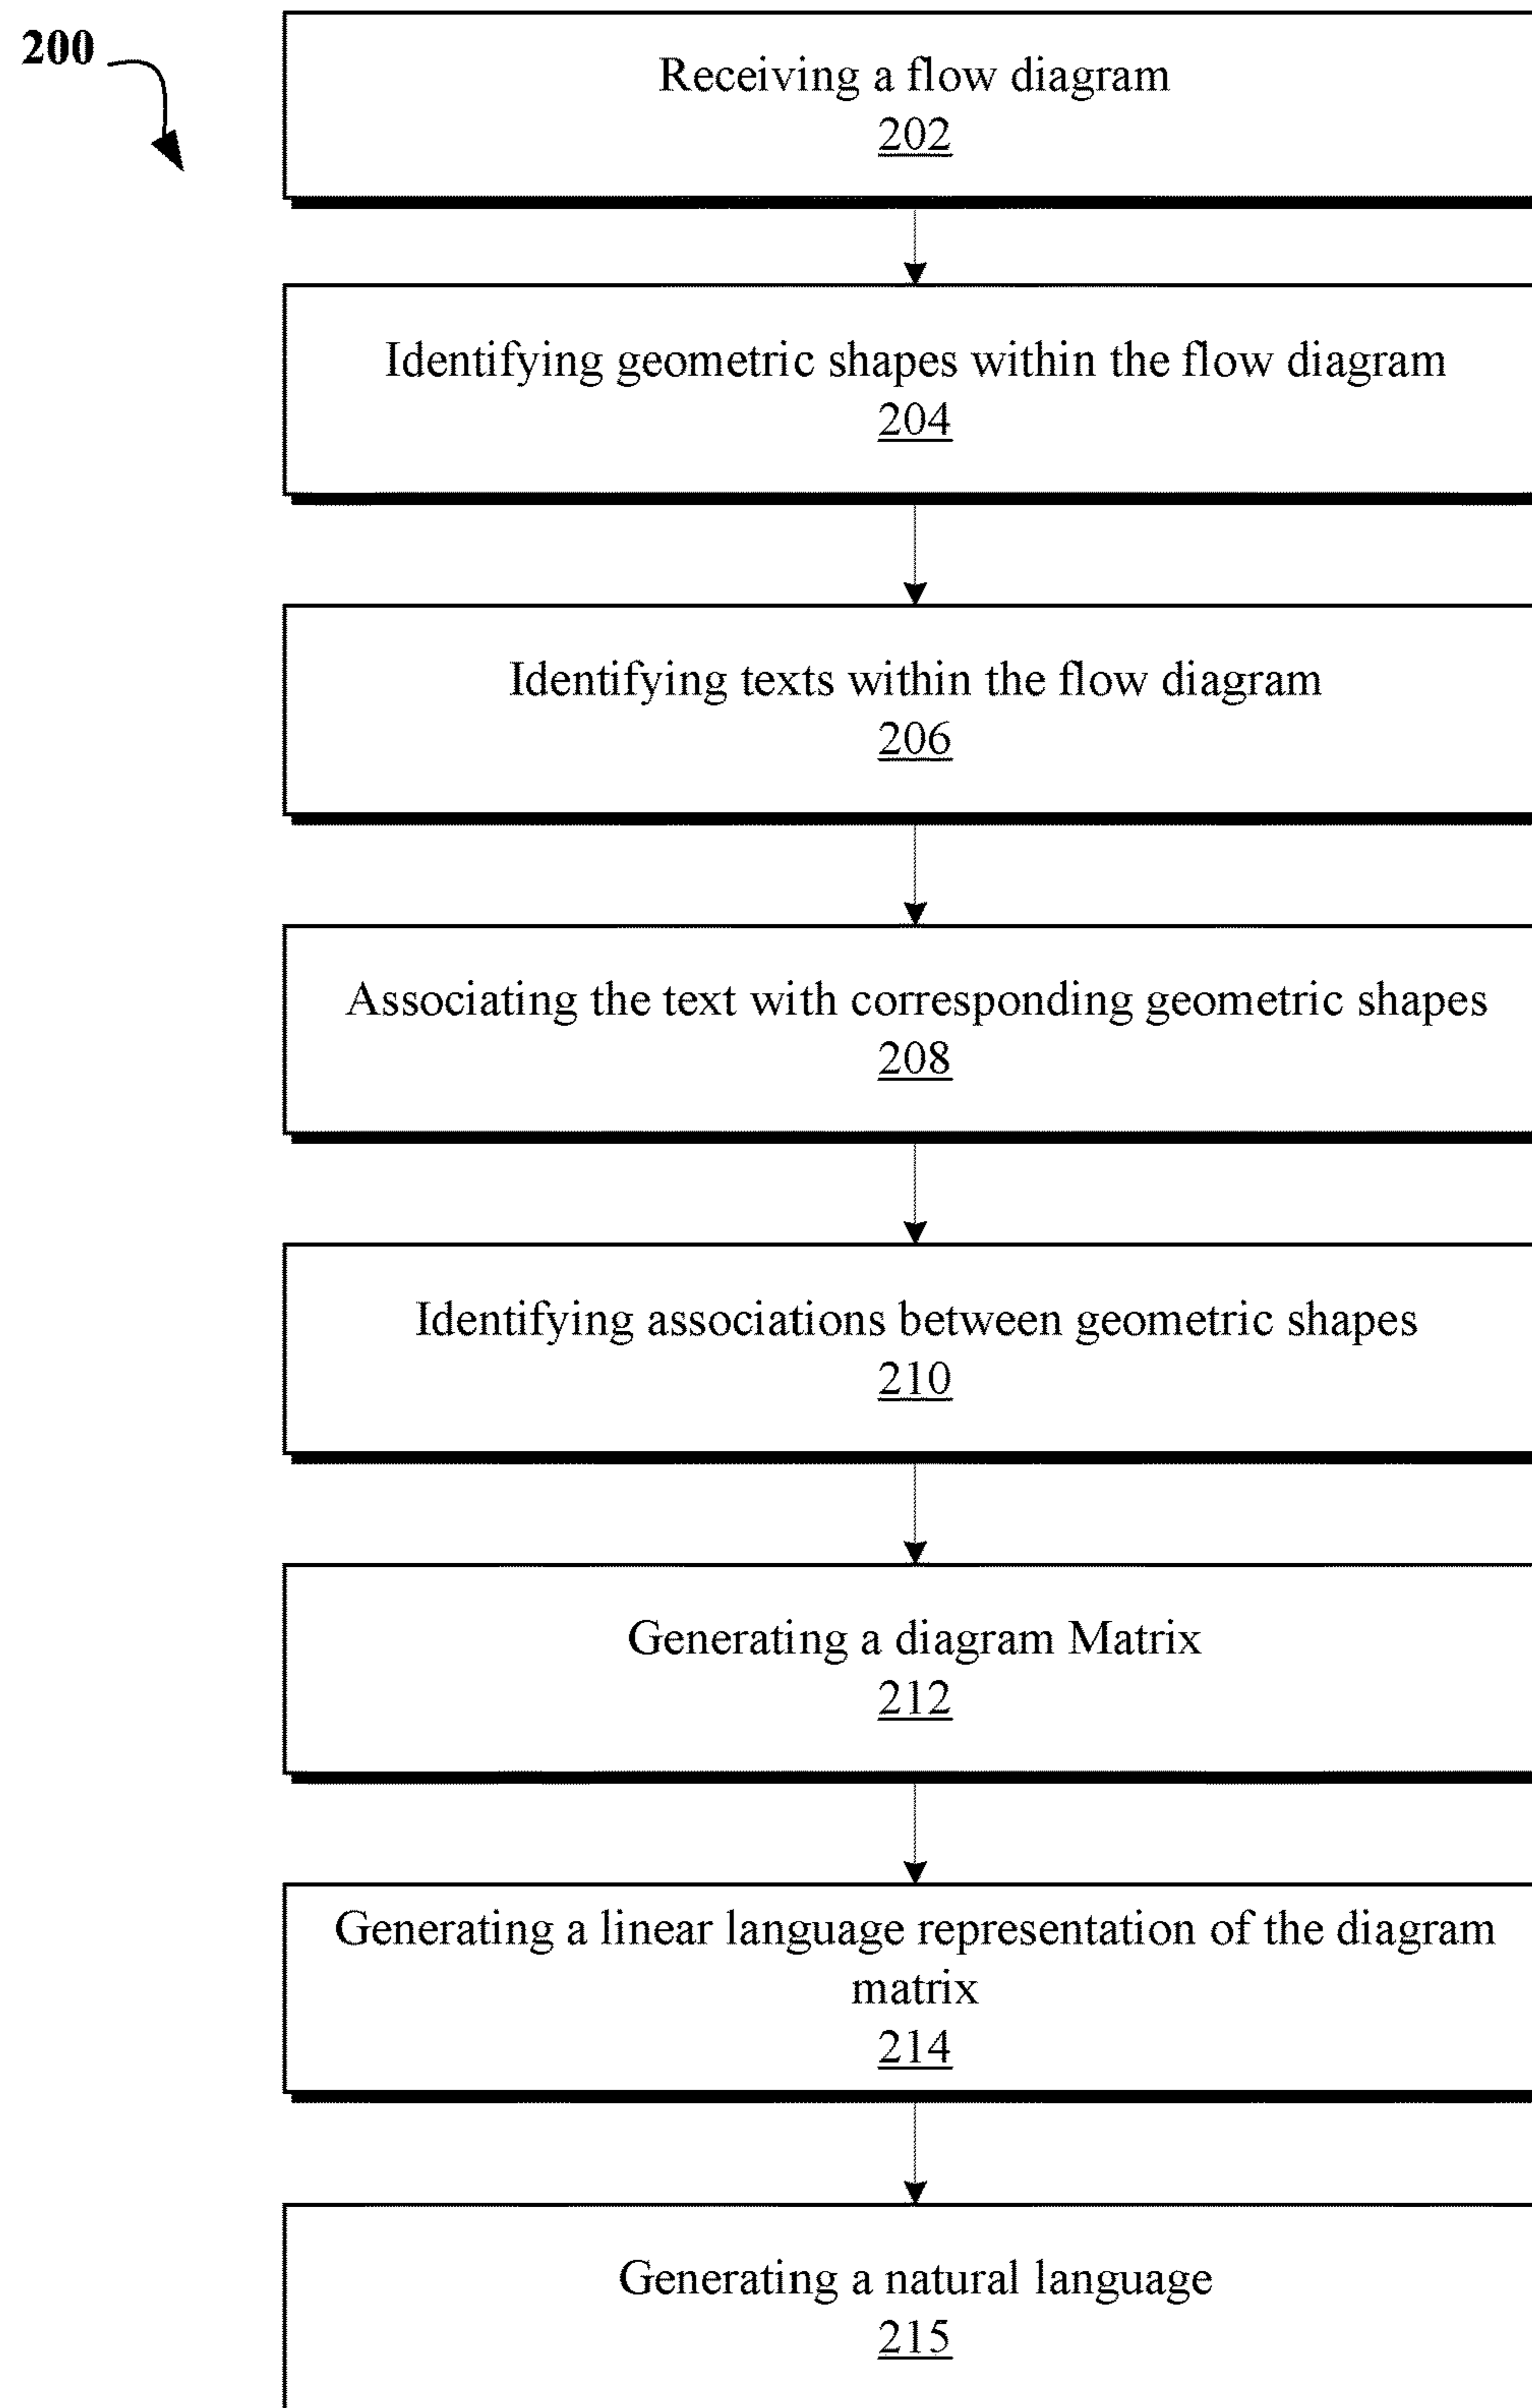 200
Receiving a flow diagram
202
Identifying geometric shapes within the flow diagram
204
Identifying texts within the flow diagram
206
Associating the text with corresponding geometric shapes
208
Identifying associations between geometric shapes
210
Generating a diagram Matrix
212
Generating a linear language representation of the diagram
matrix
214
Generating a natural language
215